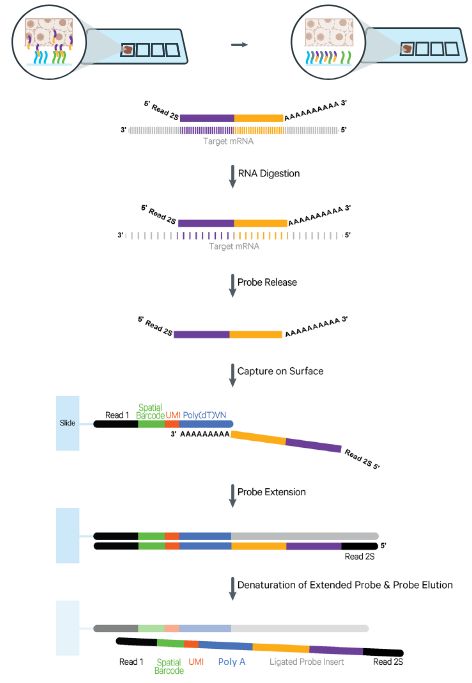 5' Read 2S AAAAAAAAAA 3'
3' 5'
Target mRNA
RNA Digestion
5' Read 2S AAAAAAAAAA 3'
3' 5'
Target mRNA
Probe Release
5' Read 2S AAAAAAAAAA 3'
Capture on Surface
Slide
Read 1 Spatial Barcode UMI Poly(dT)VN
3' AAAAAAAAA
Read 2S 5'
Probe Extension
5'
Read 2S
Denaturation of Extended Probe & Probe Elution
Read 1 Spatial Barcode UMI Poly A Ligated Probe Insert Read 2S